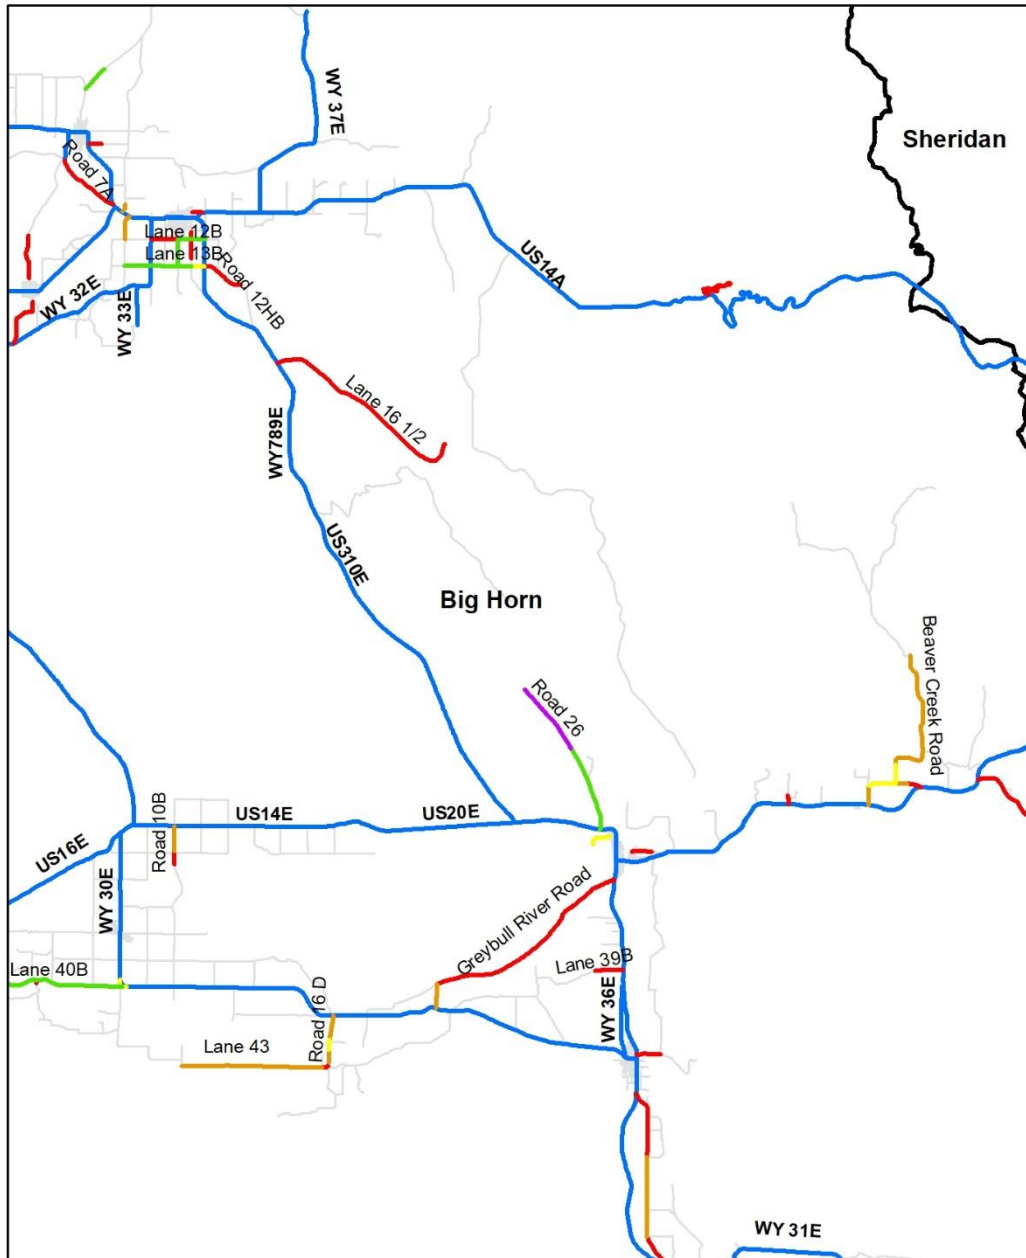 WY 37E
Sheridan
Road 7A
Lane 12B
Lane 13B
Road 12HB
US14A
WY 32E
WY 33E
Lane 16 1/2
WY789E
US310E
Big Horn
Beaver Creek Road
Road 26
US14E
US20E
Road 10B
US16E
WY 30E
Greybull River Road
Lane 39B
Lane 40B
Road 16 D
WY 36E
Lane 43
WY 31E